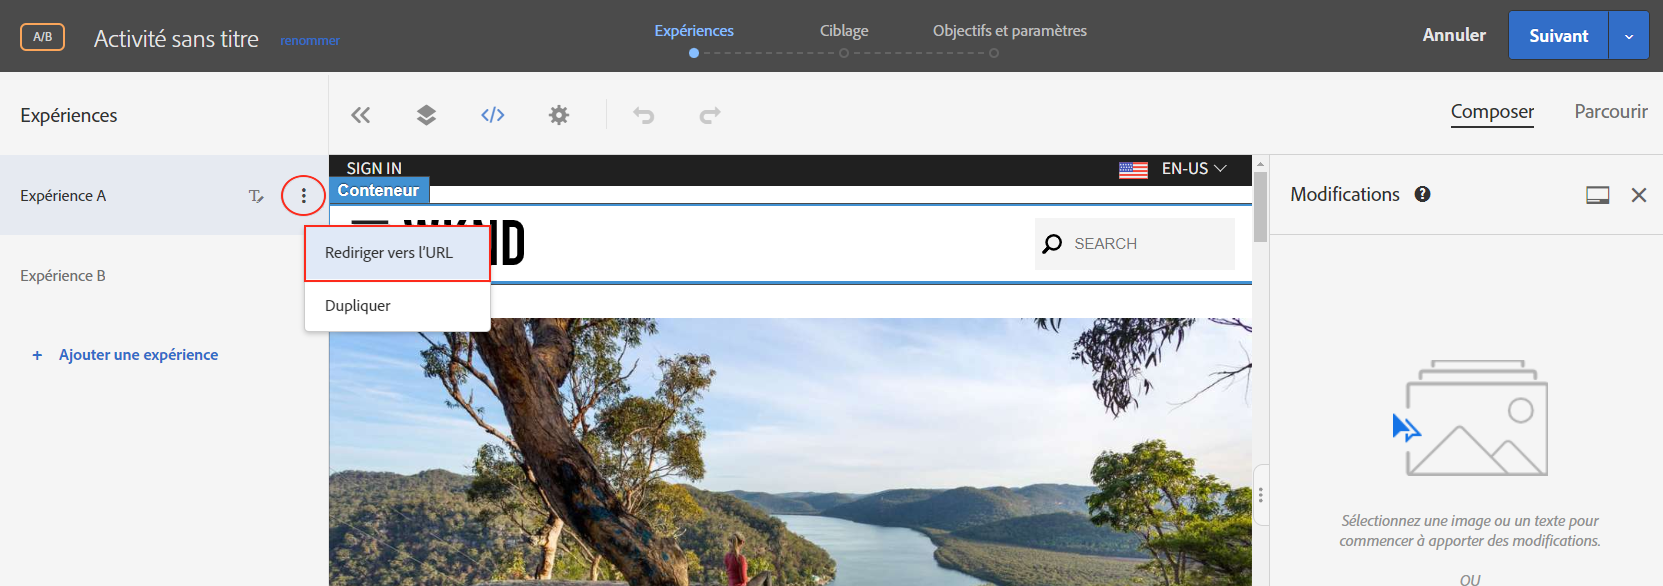 A/B
Activité sans titre
renommer
Expériences
Ciblage
Objectifs et paramètres
Annuler
Suivant
Expériences
</>
Composer
Parcourir
Expérience A
SIGN IN
EN-US
Conteneur
SEARCH
Modifications
Rediriger vers l'URL
Dupliquer
Expérience B
+ Ajouter une expérience
Sélectionnez une image ou un texte pour
commencer à apporter des modifications.
OU